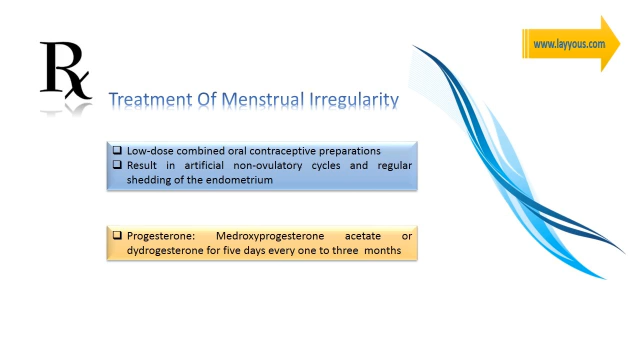 www.layyous.com
Rx
Treatment Of Menstrual Irregularity
❑ Low-dose combined oral contraceptive preparations
❑ Result in artificial non-ovulatory cycles and regular
shedding of the endometrium
❑ Progesterone: Medroxyprogesterone acetate or
dydrogesterone for five days every one to three months